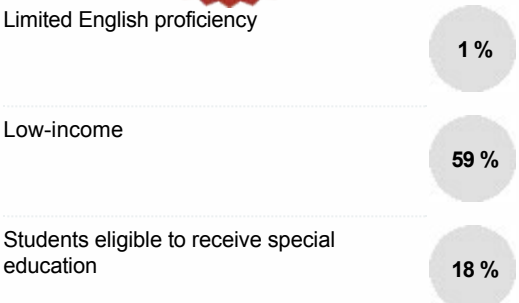 Limited English proficiency
1 %
Low-income
59 %
Students eligible to receive special
education
18 %